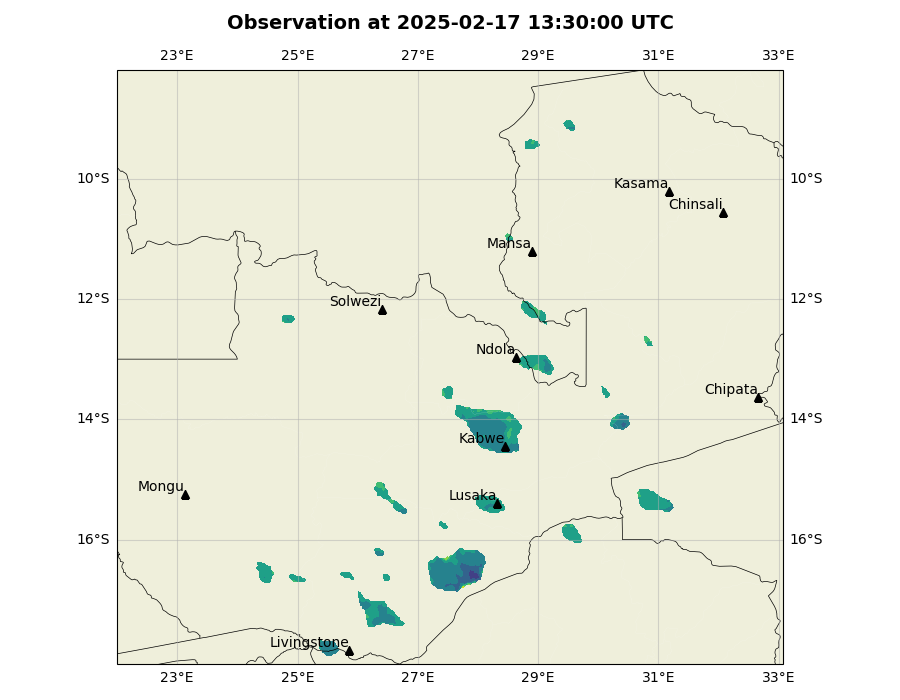 Observation at 2025-02-17 13:30:00 UTC
23°E 25°E 27°E 29°E 31°E 33°E
10°S 10°S
Kasama
Chinsali
Mansa
12°S 12°S
Solwezi
Ndola
Chipata
14°S 14°S
Kabwe
Mongu
Lusaka
16°S 16°S
Livingstone
23°E 25°E 27°E 29°E 31°E 33°E